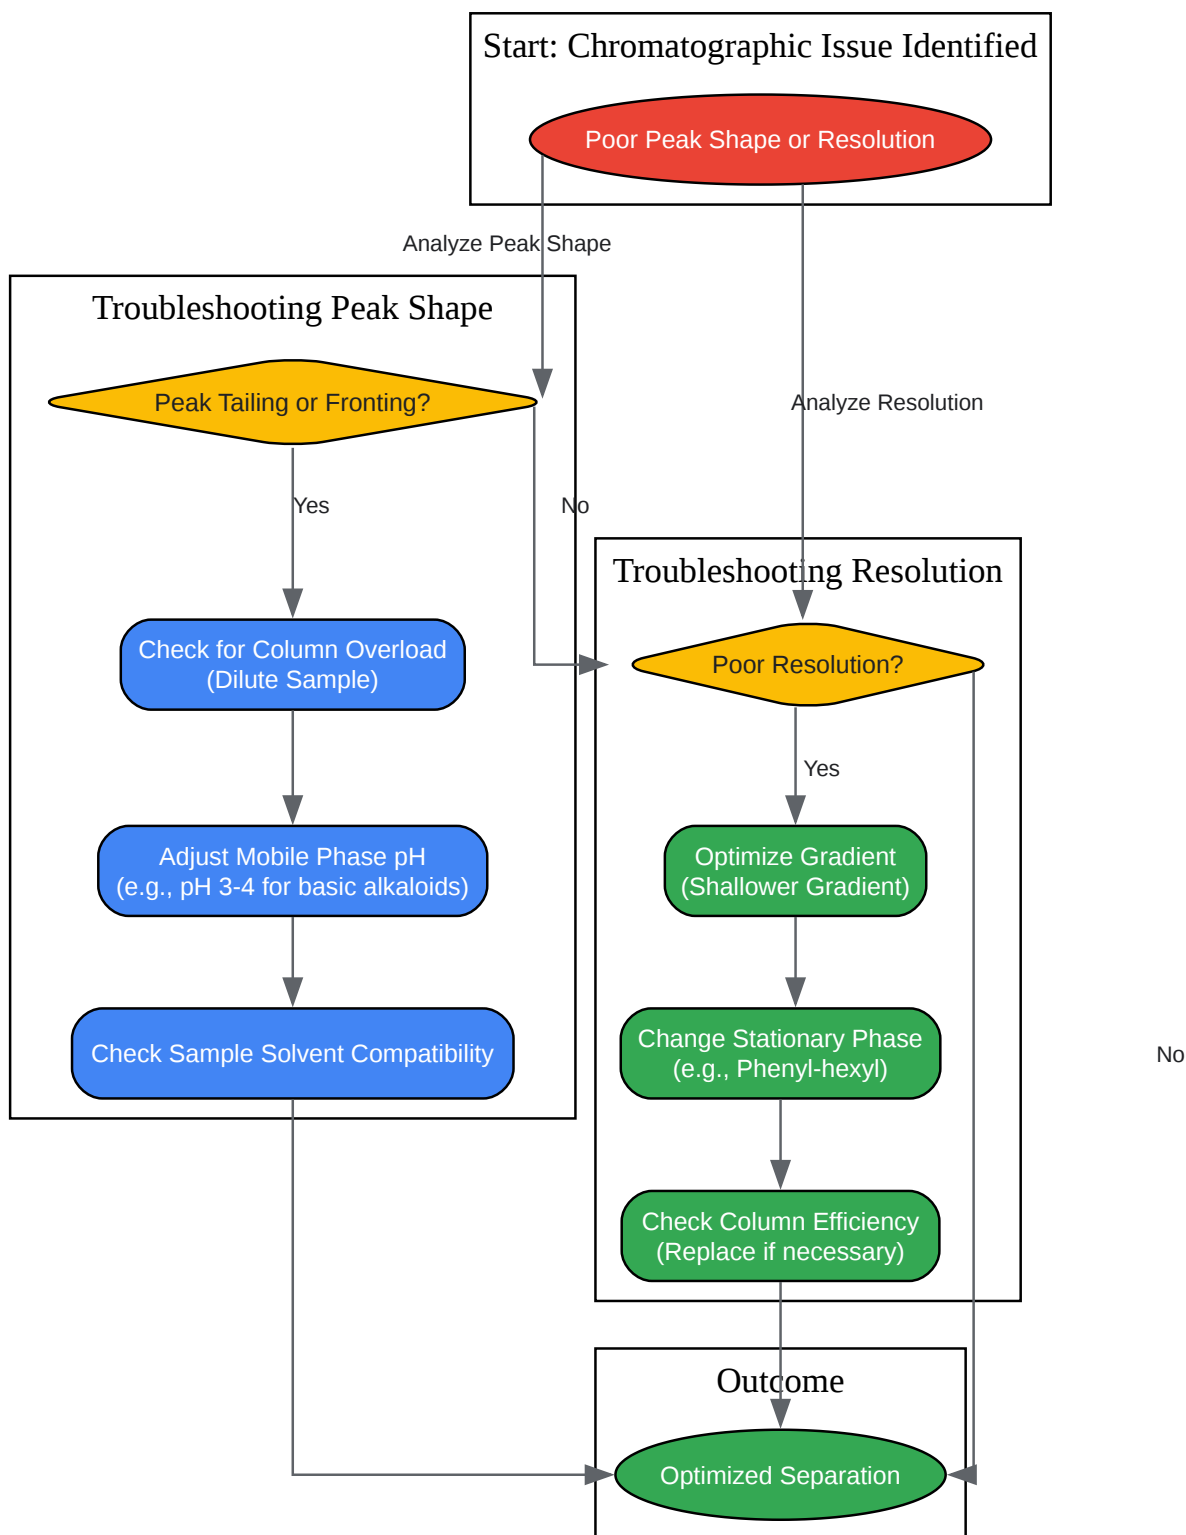 Start: Chromatographic Issue Identified
Poor Peak Shape or Resolution
Analyze Peak Shape
Troubleshooting Peak Shape
Peak Tailing or Fronting?
Analyze Resolution
Yes
No
Troubleshooting Resolution
Check for Column Overload
(Dilute Sample)
Poor Resolution?
Yes
Adjust Mobile Phase pH
(e.g., pH 3-4 for basic alkaloids)
Optimize Gradient
(Shallower Gradient)
Check Sample Solvent Compatibility
Change Stationary Phase
(e.g., Phenyl-hexyl)
No
Check Column Efficiency
(Replace if necessary)
Outcome
Optimized Separation